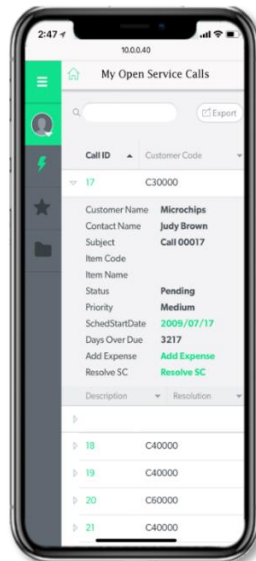 2:47
10.0.0.40
My Open Service Calls
Export
Call ID Customer Code
17 C30000
Customer Name Microchips
Contact Name Judy Brown
Subject Call 00017
Item Code
Item Name
Status Pending
Priority Medium
SchedStartDate 2009/07/17
Days Over Due 3217
Add Expense Add Expense
Resolve SC Resolve SC
Description Resolution
18 C40000
19 C40000
20 C60000
21 C40000